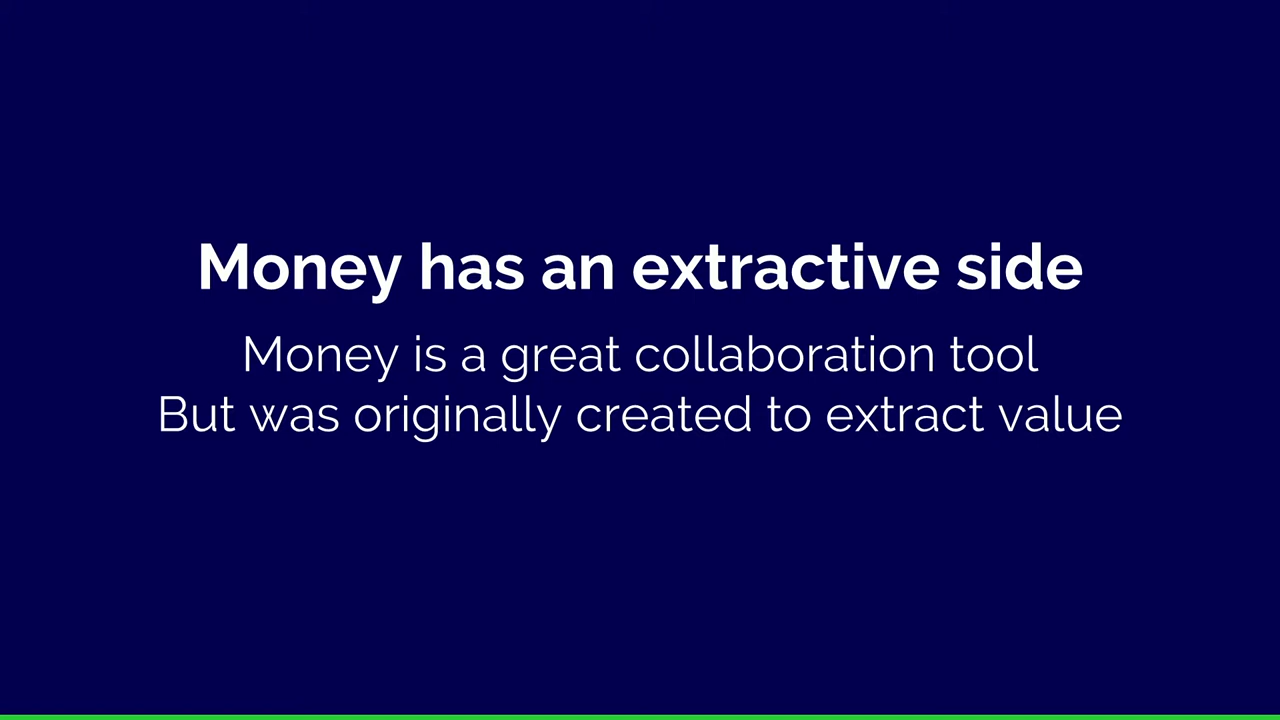 Money has an extractive side
Money is a great collaboration tool
But was originally created to extract value